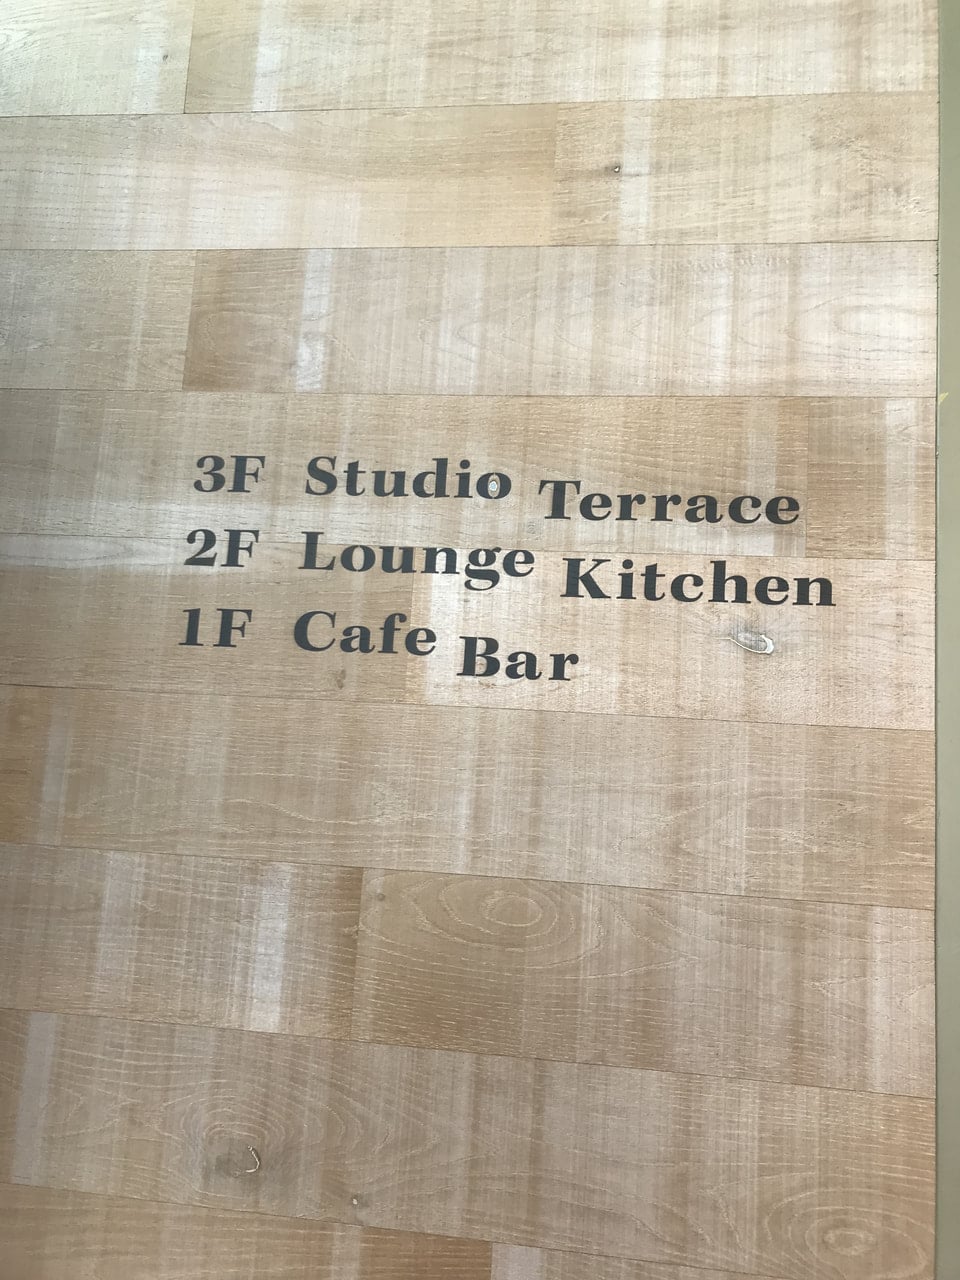 3F Studio Terrace
2F Lounge Kitchen
1F Cafe Bar